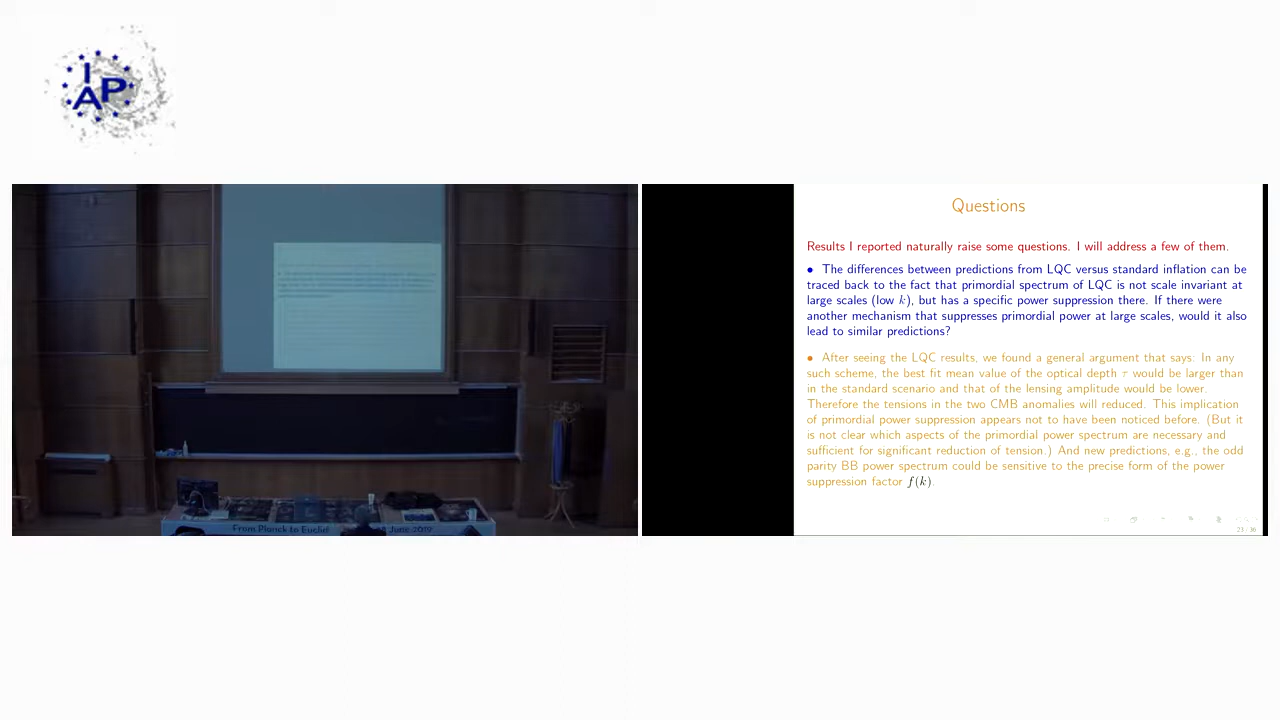 I
A P
From Planck to Euclid June 2019
Questions
Results I reported naturally raise some questions. I will address a few of them.
• The differences between predictions from LQC versus standard inflation can be
traced back to the fact that primordial spectrum of LQC is not scale invariant at
large scales (low k), but has a specific power suppression there. If there were
another mechanism that suppresses primordial power at large scales, would it also
lead to similar predictions?
• After seeing the LQC results, we found a general argument that says: In any
such scheme, the best fit mean value of the optical depth τ would be larger than
in the standard scenario and that of the lensing amplitude would be lower.
Therefore the tensions in the two CMB anomalies will reduced. This implication
of primordial power suppression appears not to have been noticed before. (But it
is not clear which aspects of the primordial power spectrum are necessary and
sufficient for significant reduction of tension.) And new predictions, e.g., the odd
parity BB power spectrum could be sensitive to the precise form of the power
suppression factor f(k).